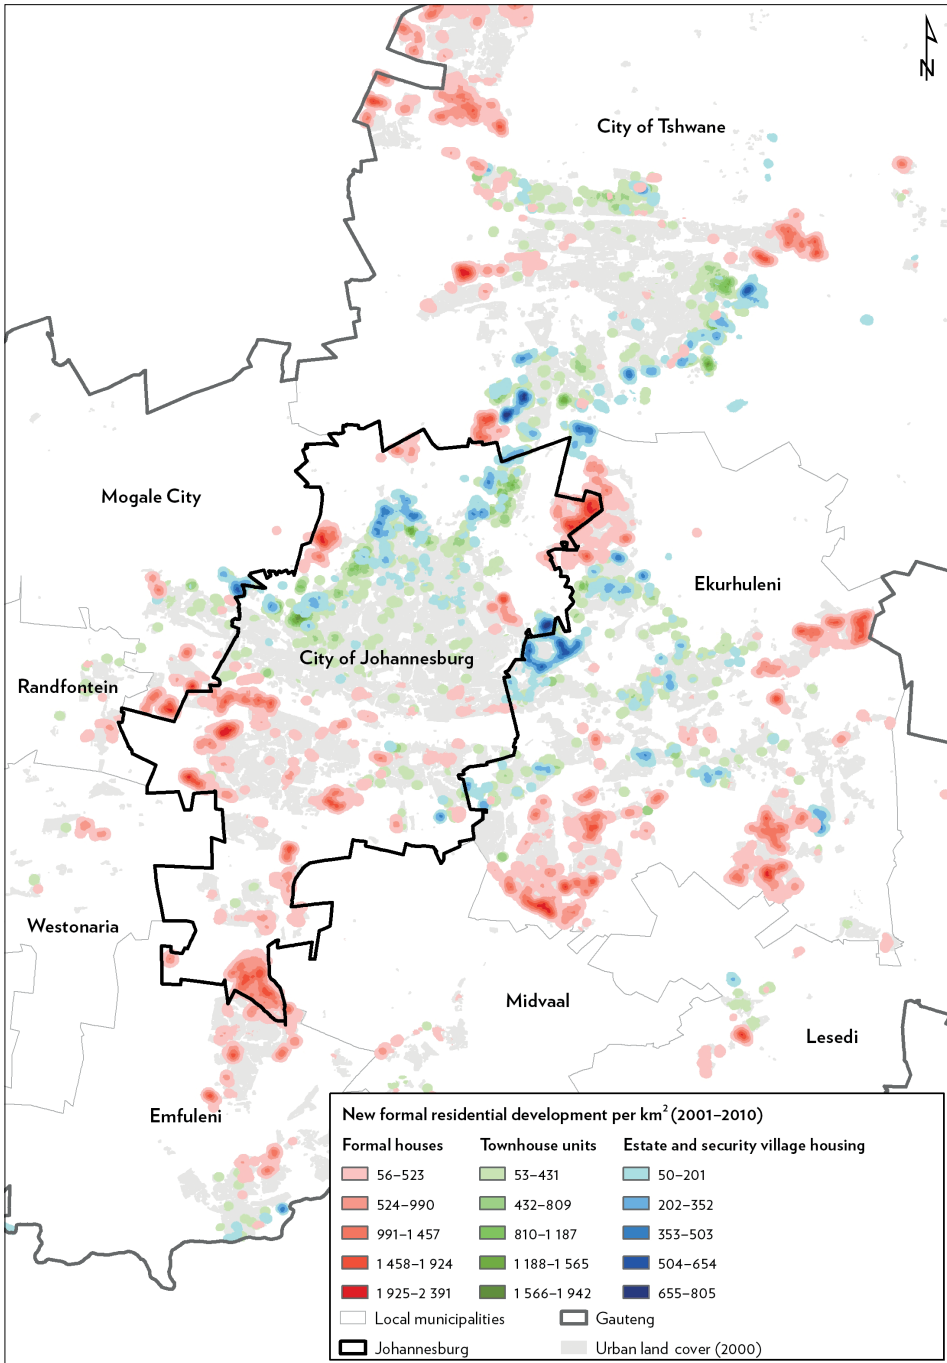 N
City of Tshwane
Mogale City
Ekurhuleni
City of Johannesburg
Randfontein
Westonaria
Midvaal
Lesedi
Emfuleni
New formal residential development per km² (2001–2010)
Formal houses Townhouse units Estate and security village housing
56–523 53–431 50–201
524–990 432–809 202–352
991–1 457 810–1 187 353–503
1 458–1 924 1 188–1 565 504–654
1 925–2 391 1 566–1 942 655–805
Local municipalities Gauteng
Johannesburg Urban land cover (2000)